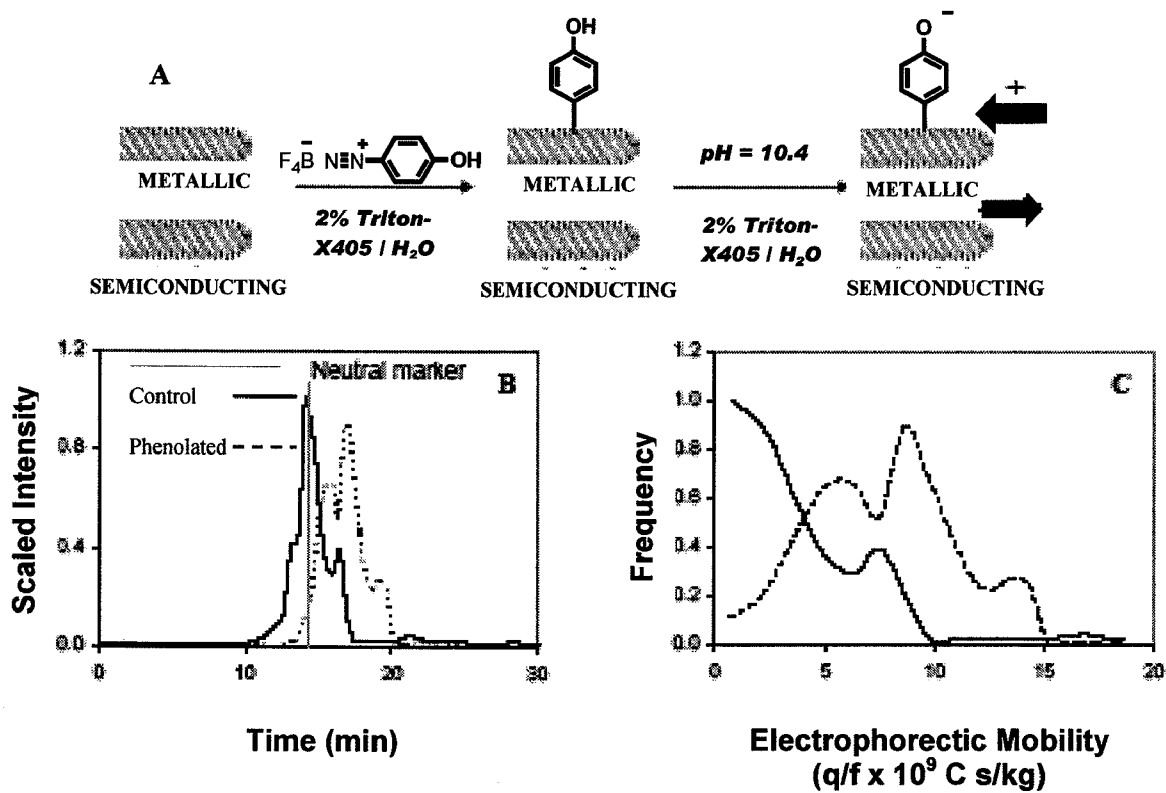 A
OH
O⁻
+
F₄B⁻ N≡N⁺ OH
pH = 10.4
METALLIC
METALLIC
METALLIC
2% Triton-
X405 / H₂O
2% Triton-
X405 / H₂O
SEMICONDUCTING
SEMICONDUCTING
SEMICONDUCTING
B
Neutral marker
Control
Phenolated
1.2
0.8
0.4
0.0
0
10
20
30
Scaled Intensity
Time (min)
C
1.2
1.0
0.8
0.6
0.4
0.2
0.0
0
5
10
15
20
Frequency
Electrophorectic Mobility
(q/f x 10⁹ C s/kg)